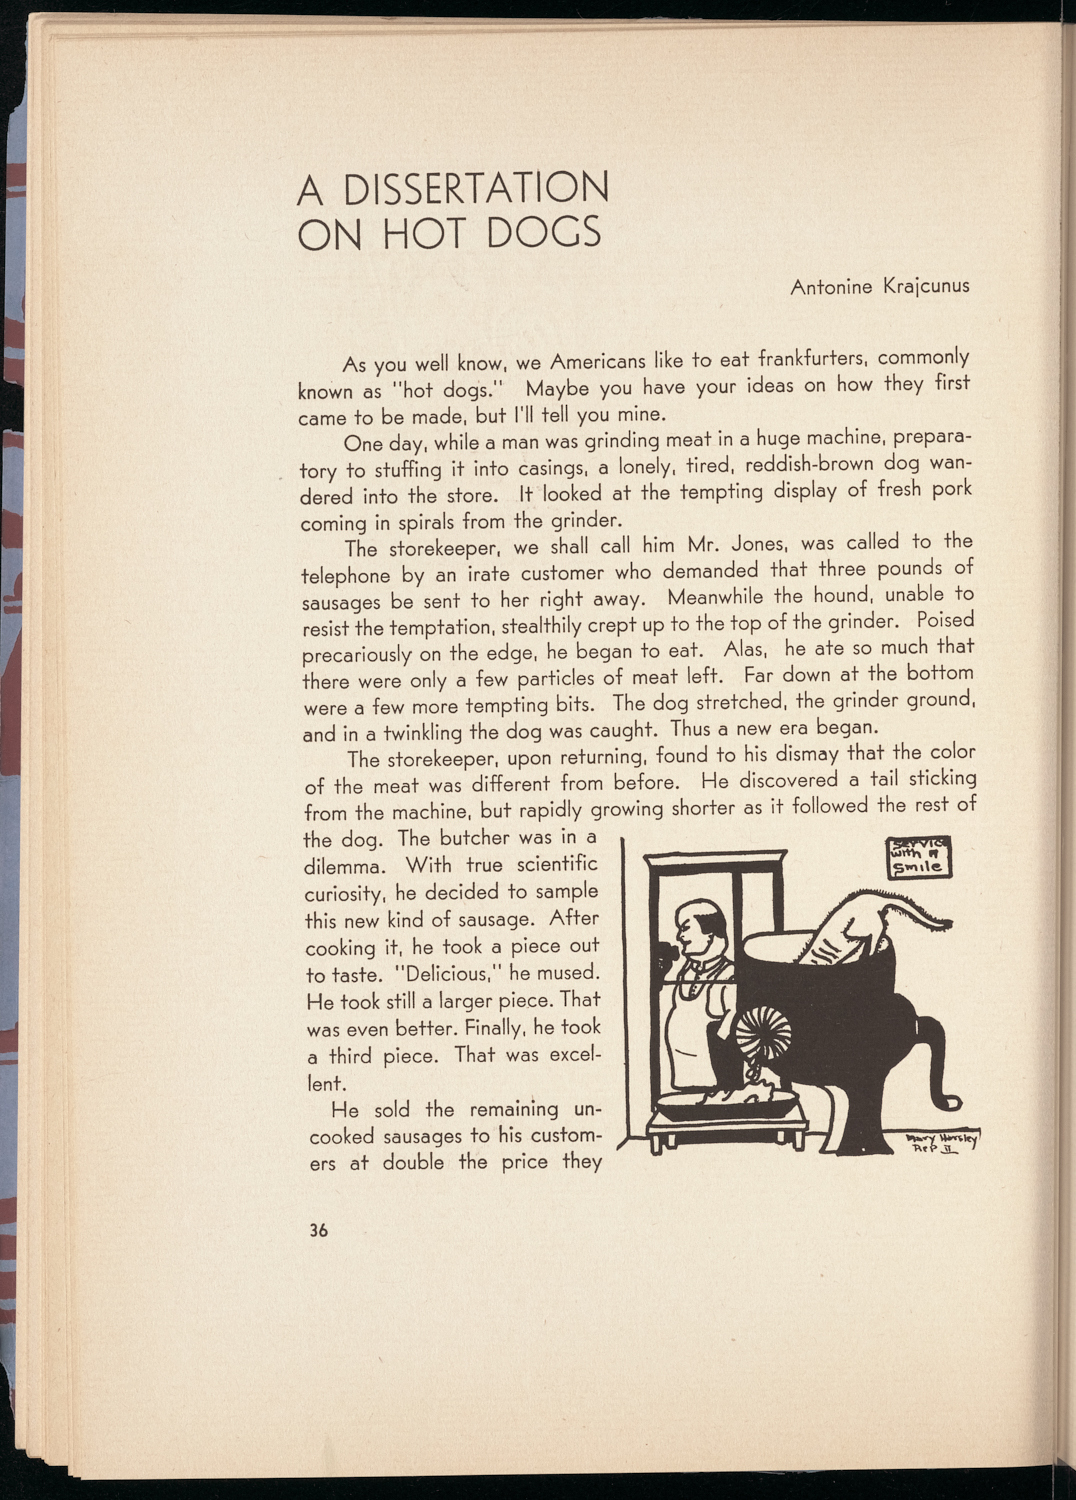 A DISSERTATION
ON HOT DOGS
Antonine Krajcunus
As you well know, we Americans like to eat frankfurters, commonly
known as "hot dogs." Maybe you have your ideas on how they first
came to be made, but I'll tell you mine.
One day, while a man was grinding meat in a huge machine, prepara-
tory to stuffing it into casings, a lonely, tired, reddish-brown dog wan-
dered into the store. It looked at the tempting display of fresh pork
coming in spirals from the grinder.
The storekeeper, we shall call him Mr. Jones, was called to the
telephone by an irate customer who demanded that three pounds of
sausages be sent to her right away. Meanwhile the hound, unable to
resist the temptation, stealthily crept up to the top of the grinder. Poised
precariously on the edge, he began to eat. Alas, he ate so much that
there were only a few particles of meat left. Far down at the bottom
were a few more tempting bits. The dog stretched, the grinder ground,
and in a twinkling the dog was caught. Thus a new era began.
The storekeeper, upon returning, found to his dismay that the color
of the meat was different from before. He discovered a tail sticking
from the machine, but rapidly growing shorter as it followed the rest of
the dog. The butcher was in a
dilemma. With true scientific
curiosity, he decided to sample
this new kind of sausage. After
cooking it, he took a piece out
to taste. "Delicious," he mused.
He took still a larger piece. That
was even better. Finally, he took
a third piece. That was excel-
lent.
He sold the remaining un-
cooked sausages to his custom-
ers at double the price they
Service
with A
Smile
Mary Horsley
36